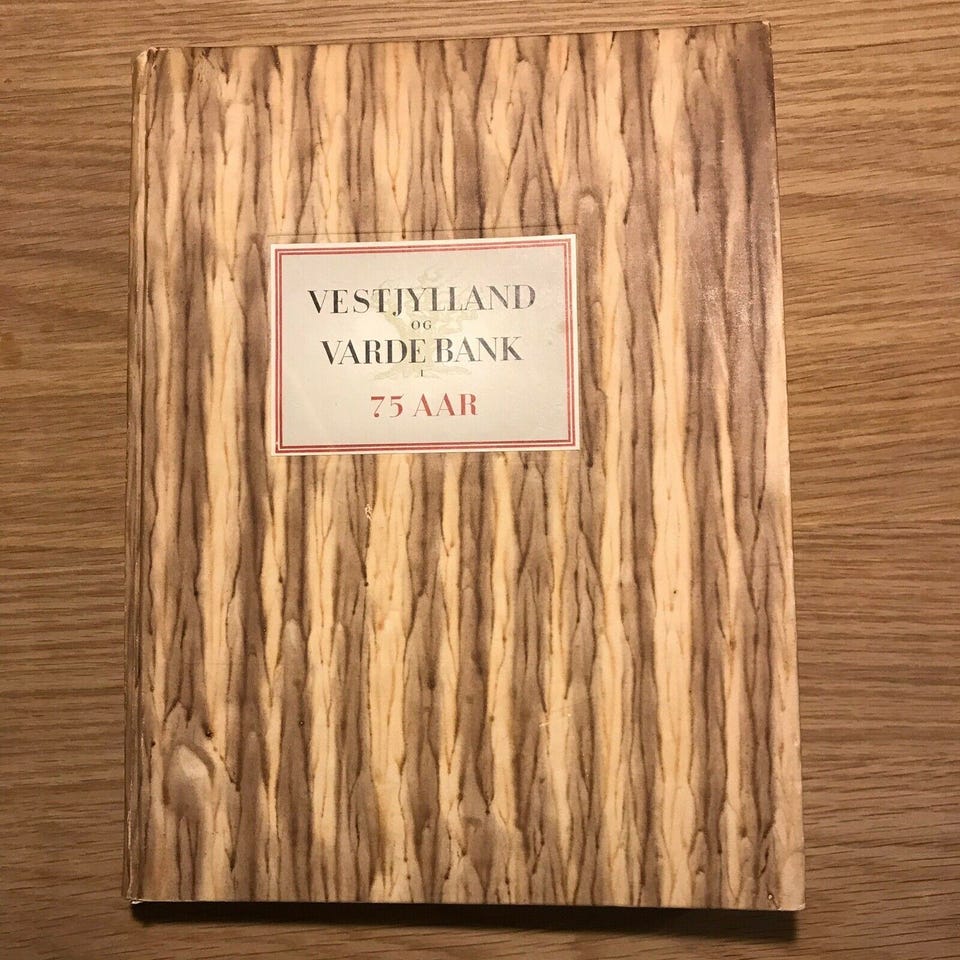 VESTJYLLAND
OG
VARDE BANK
I
75 AAR